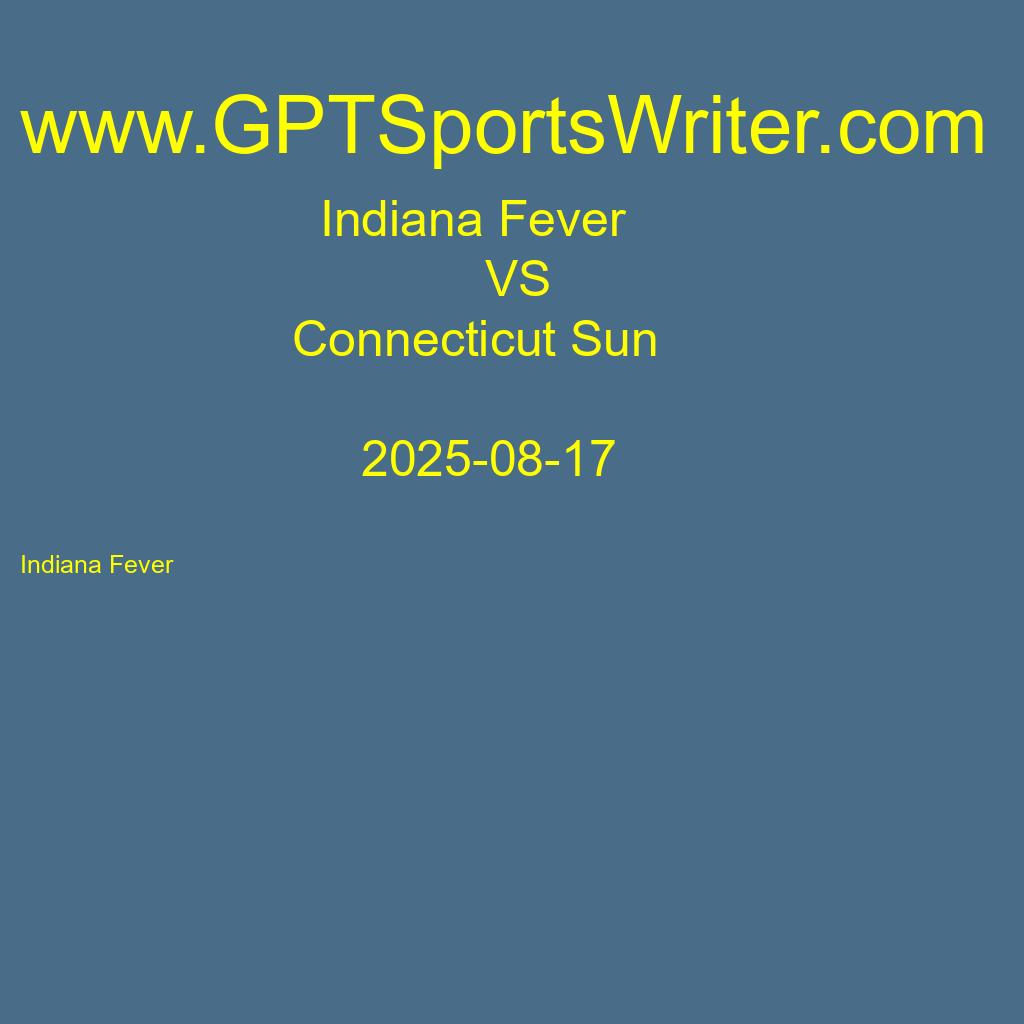 www.GPTSportsWriter.com
Indiana Fever
VS
Connecticut Sun
2025-08-17
Indiana Fever